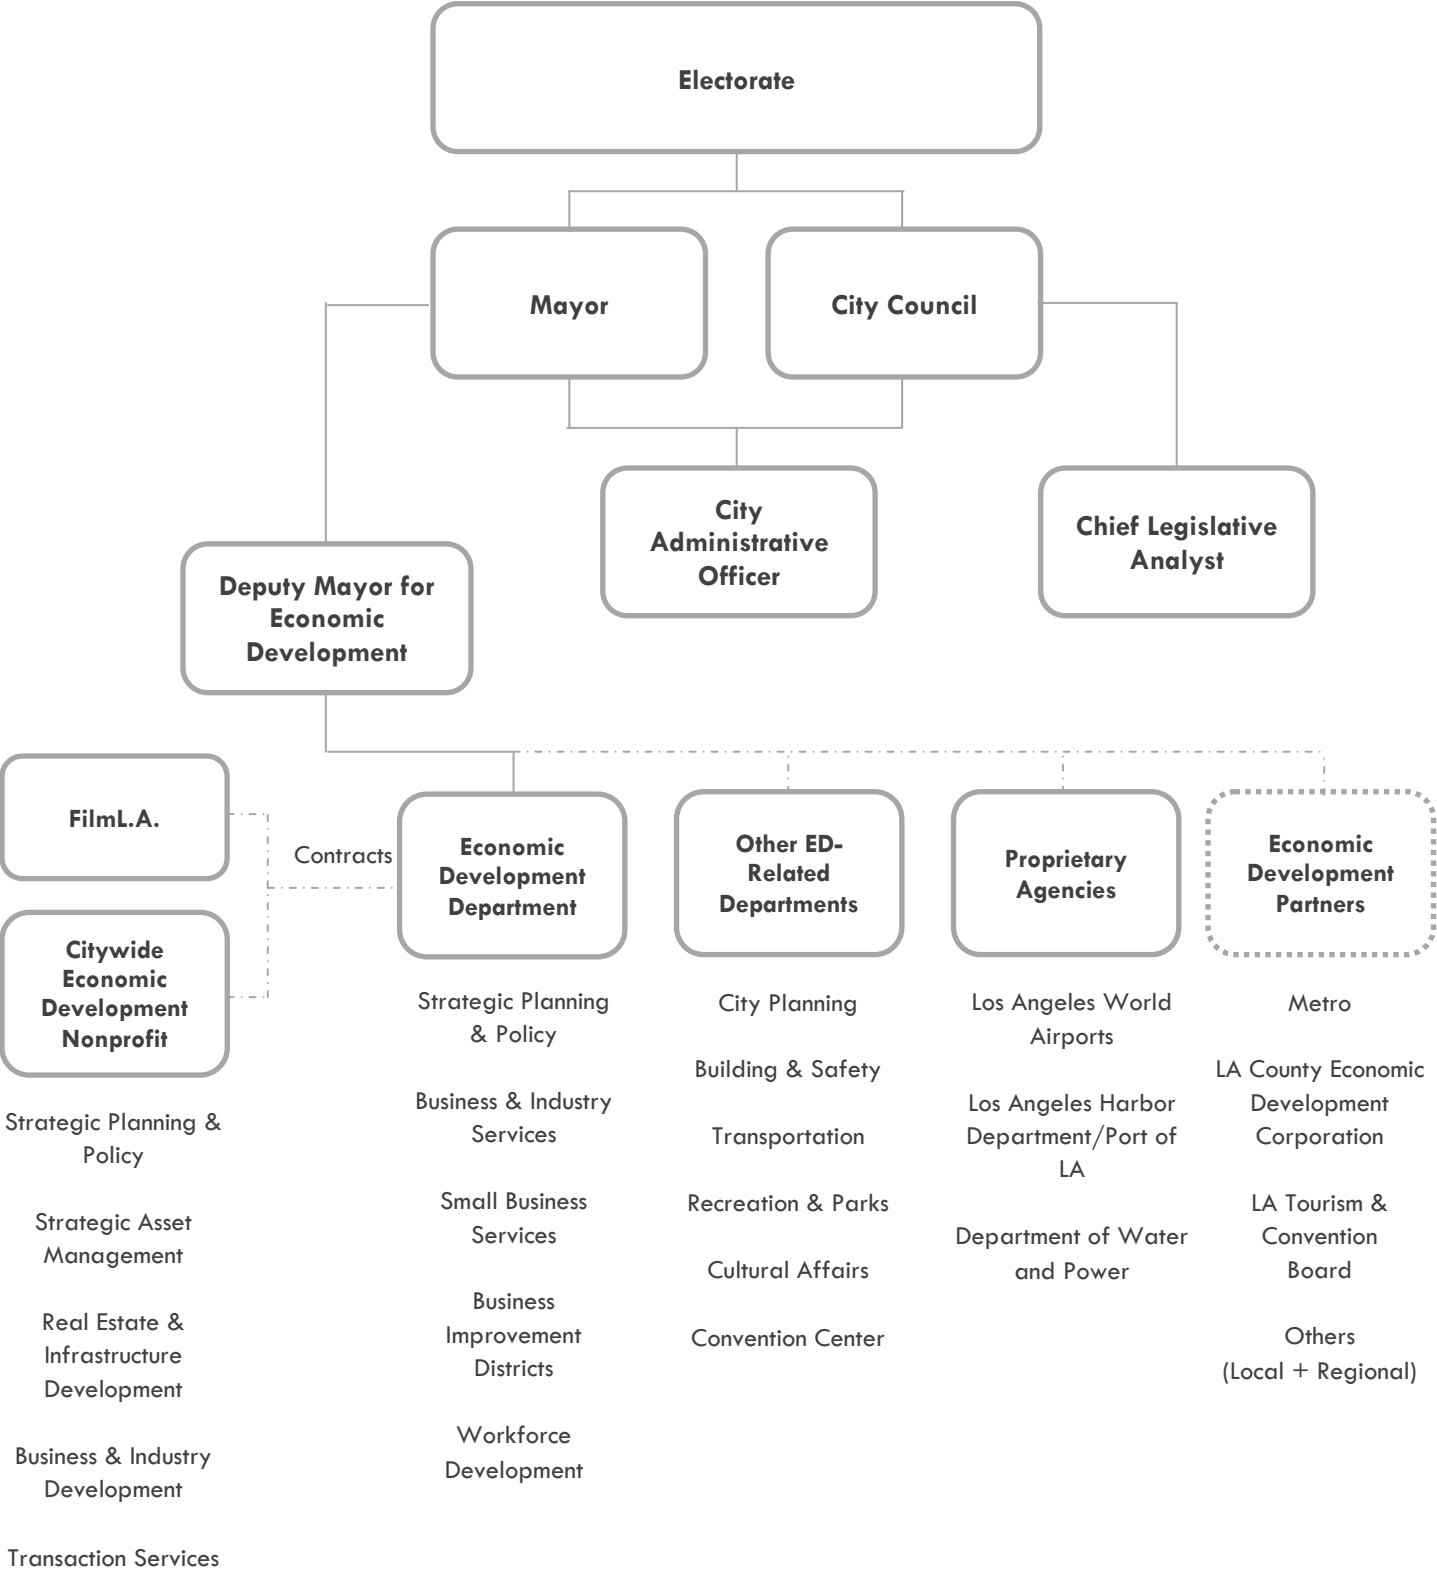 Electorate
Mayor
City Council
City
Administrative
Officer
Chief Legislative
Analyst
Deputy Mayor for
Economic
Development
FilmL.A.
Contracts
Citywide
Economic
Development
Nonprofit
Strategic Planning &
Policy
Strategic Asset
Management
Real Estate &
Infrastructure
Development
Business & Industry
Development
Transaction Services
Economic
Development
Department
Strategic Planning
& Policy
Business & Industry
Services
Small Business
Services
Business
Improvement
Districts
Workforce
Development
Other ED-
Related
Departments
City Planning
Building & Safety
Transportation
Recreation & Parks
Cultural Affairs
Convention Center
Proprietary
Agencies
Los Angeles World
Airports
Los Angeles Harbor
Department/Port of
LA
Department of Water
and Power
Economic
Development
Partners
Metro
LA County Economic
Development
Corporation
LA Tourism &
Convention
Board
Others
(Local + Regional)